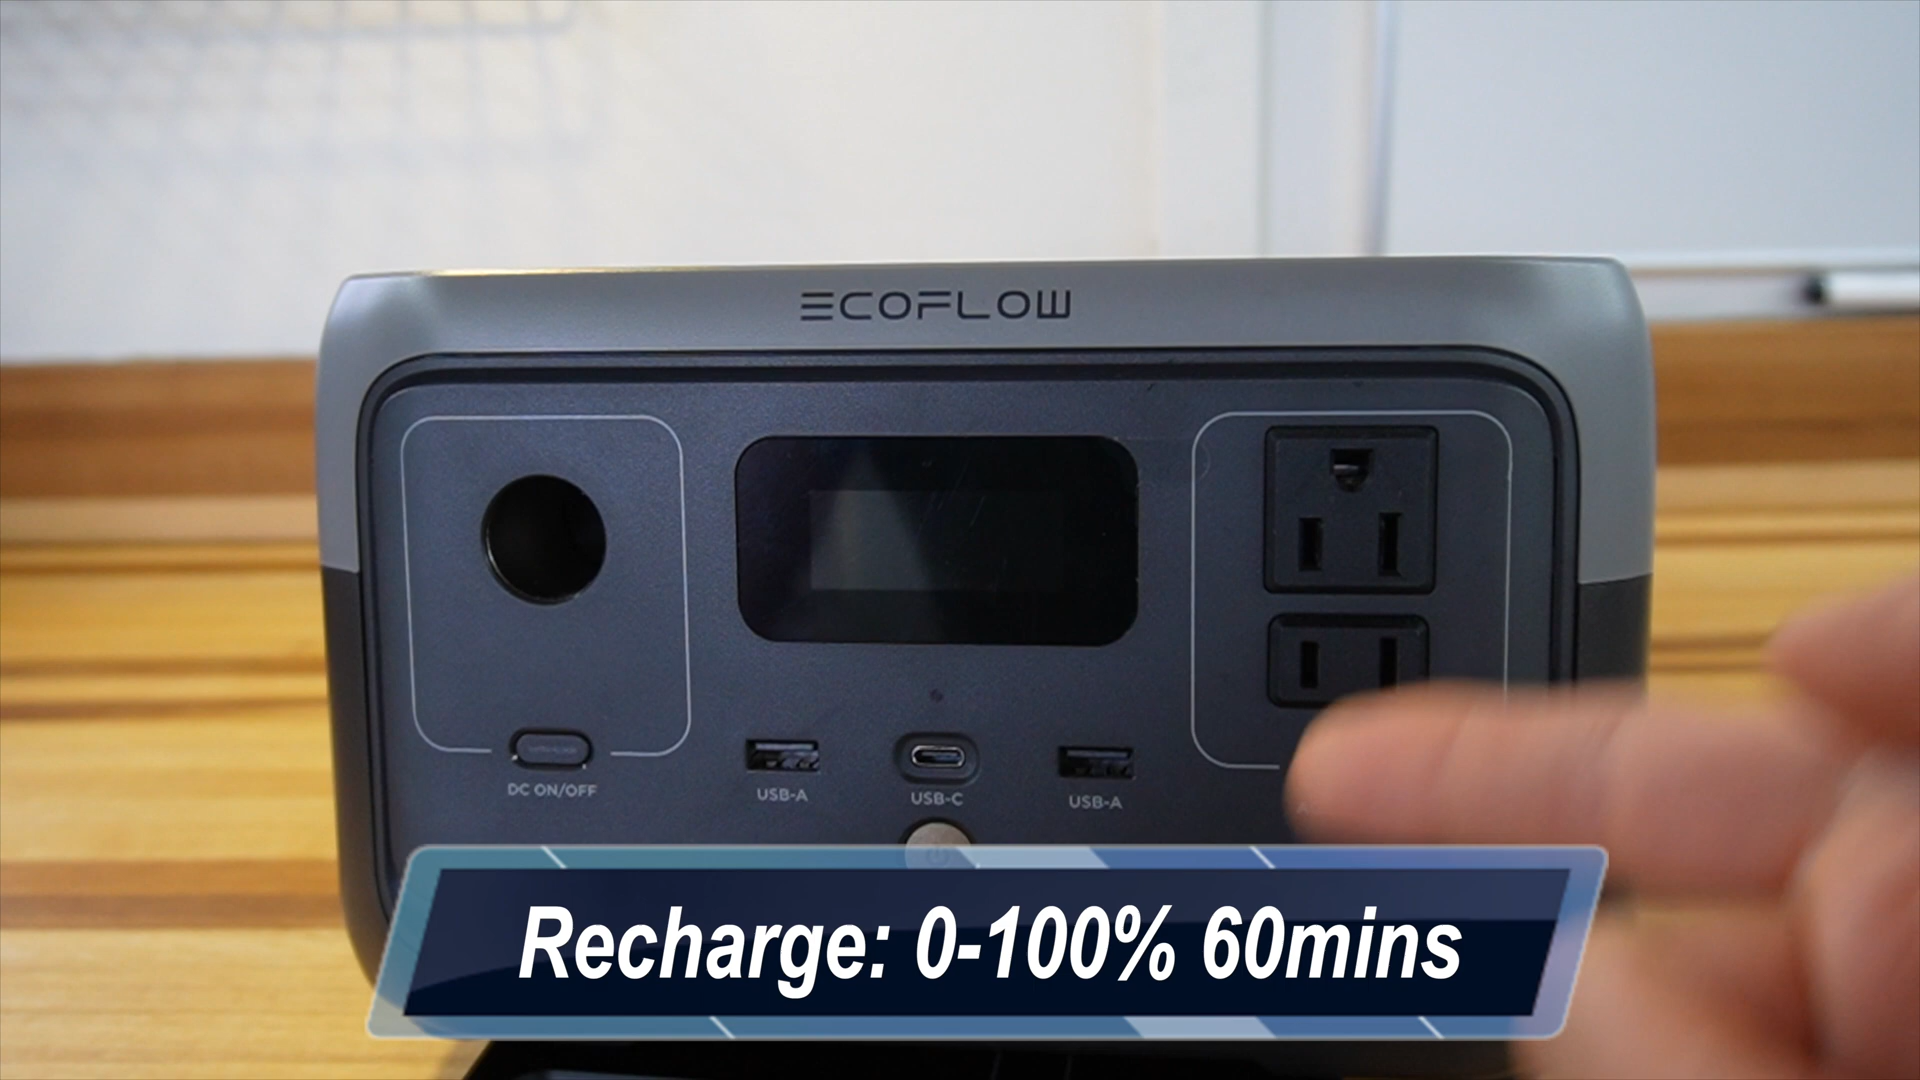 ECOFLOW
DC ON/OFF
USB-A
USB-C
USB-A
Recharge: 0-100% 60mins